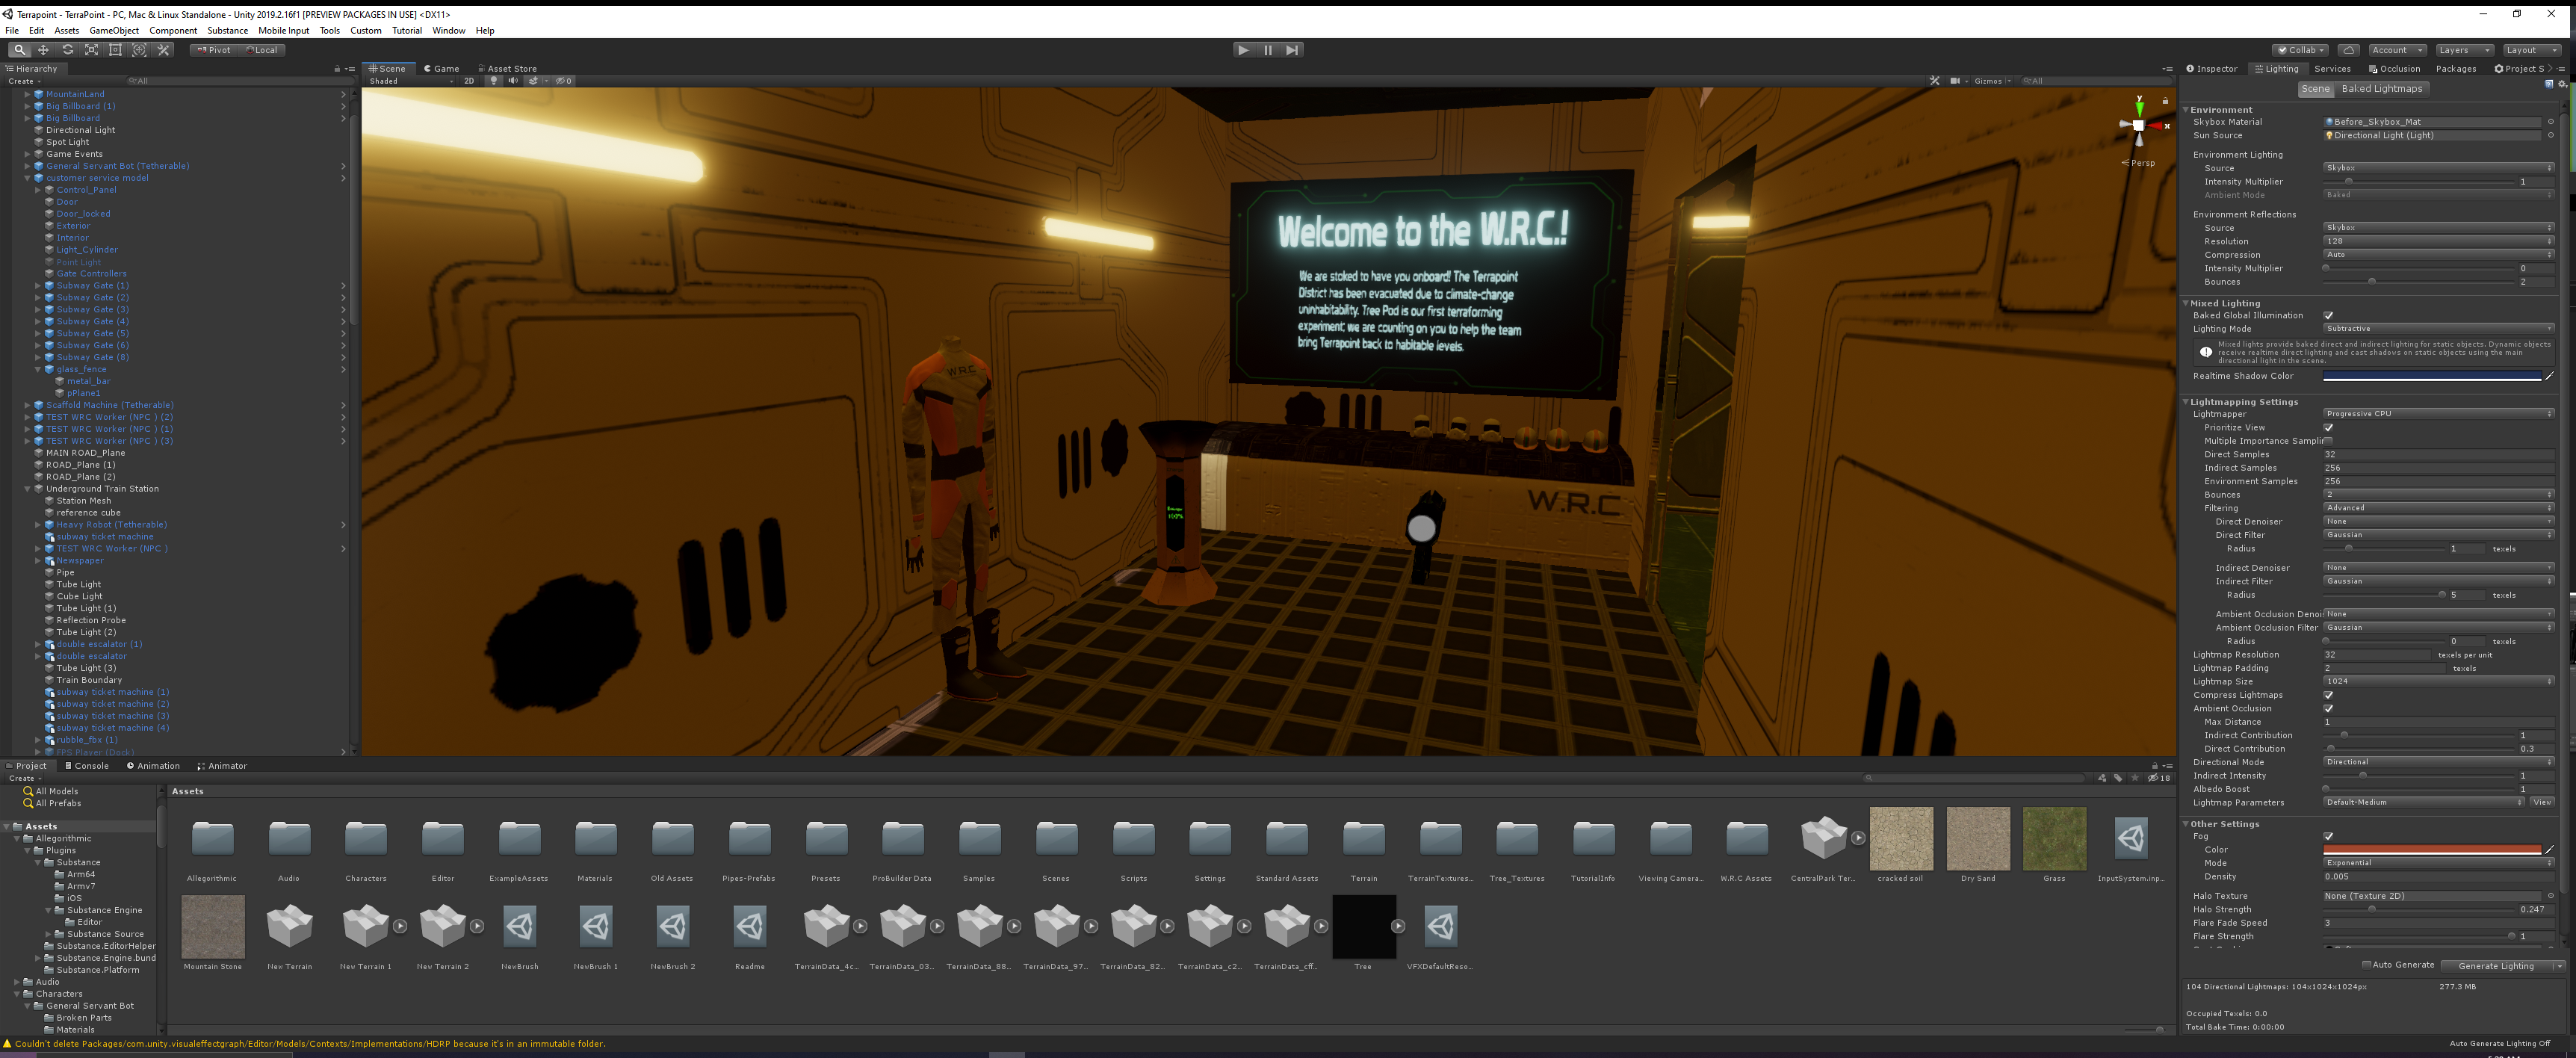 Terrapoint - TerraPoint - PC, Mac & Linux Standalone - Unity 2019.2.16f1 [PREVIEW PACKAGES IN USE] <DX11>
File Edit Assets GameObject Component Substance Mobile Input Tools Custom Tutorial Window Help
Pivot Local Collab Account Layers Layout
Hierarchy
Create All
MountainLand
Big Billboard (1)
Big Billboard
Directional Light
Spot Light
Game Events
General Servant Bot (Tetherable)
customer service model
Control_Panel
Door
Door_locked
Exterior
Interior
Light_Cylinder
Point Light
Gate Controllers
Subway Gate (1)
Subway Gate (2)
Subway Gate (3)
Subway Gate (4)
Subway Gate (5)
Subway Gate (6)
Subway Gate (8)
glass_fence
metal_bar
pPlane1
Scaffold Machine (Tetherable)
TEST WRC Worker (NPC ) (2)
TEST WRC Worker (NPC ) (1)
TEST WRC Worker (NPC ) (3)
MAIN ROAD_Plane
ROAD_Plane (1)
ROAD_Plane (2)
Underground Train Station
Station Mesh
reference cube
Heavy Robot (Tetherable)
subway ticket machine
TEST WRC Worker (NPC )
Newspaper
Pipe
Tube Light
Cube Light
Tube Light (1)
Reflection Probe
Tube Light (2)
double escalator (1)
double escalator
Tube Light (3)
Train Boundary
subway ticket machine (1)
subway ticket machine (2)
subway ticket machine (3)
subway ticket machine (4)
rubble_fbx (1)
FPS Player (Dock)
Scene Game Asset Store
Shaded 2D 0 Gizmos All
y
x
Persp
Welcome to the W.R.C.!
We are stoked to have you onboard! The Terrapoint
District has been evacuated due to climate-change
uninhabitability. Tree Pod is our first terraforming
experiment; we are counting on you to help the team
bring Terrapoint back to habitable levels.
W.R.C
W.R.C
100%
Inspector Lighting Services Occlusion Packages Project S
Scene Baked Lightmaps
Environment
Skybox Material Before_Skybox_Mat
Sun Source Directional Light (Light)
Environment Lighting
Source Skybox
Intensity Multiplier 1
Ambient Mode Baked
Environment Reflections
Source Skybox
Resolution 128
Compression Auto
Intensity Multiplier 0
Bounces 2
Mixed Lighting
Baked Global Illumination
Lighting Mode Subtractive
Mixed lights provide baked direct and indirect lighting for static objects. Dynamic objects
receive realtime direct lighting and cast shadows on static objects using the main
directional light in the scene.
Realtime Shadow Color
Lightmapping Settings
Lightmapper Progressive CPU
Prioritize View
Multiple Importance Samplin
Direct Samples 32
Indirect Samples 256
Environment Samples 256
Bounces 2
Filtering Advanced
Direct Denoiser None
Direct Filter Gaussian
Radius 1 texels
Indirect Denoiser None
Indirect Filter Gaussian
Radius 5 texels
Ambient Occlusion Denoi None
Ambient Occlusion Filter Gaussian
Radius 0 texels
Lightmap Resolution 32 texels per unit
Lightmap Padding 2 texels
Lightmap Size 1024
Compress Lightmaps
Ambient Occlusion
Max Distance 1
Indirect Contribution 1
Direct Contribution 0.3
Directional Mode Directional
Indirect Intensity 1
Albedo Boost 1
Lightmap Parameters Default-Medium View
Other Settings
Fog
Color
Mode Exponential
Density 0.005
Halo Texture None (Texture 2D)
Halo Strength 0.247
Flare Fade Speed 3
Flare Strength 1
Auto Generate Generate Lighting
104 Directional Lightmaps: 104x1024x1024px 277.3 MB
Occupied Texels: 0.0
Total Bake Time: 0:00:00
Auto Generate Lighting Off
Project Console Animation Animator
Create 18
All Models
All Prefabs
Assets
Allegorithmic
Plugins
Substance
Arm64
Armv7
iOS
Substance Engine
Editor
Substance Source
Substance.EditorHelper
Substance.Engine.bund
Substance.Platform
Audio
Characters
General Servant Bot
Broken Parts
Materials
Assets
Allegorithmic Audio Characters Editor ExampleAssets Materials Old Assets Pipes-Prefabs Presets ProBuilder Data Samples Scenes Scripts Settings Standard Assets Terrain TerrainTextures... Tree_Textures TutorialInfo Viewing Camera... W.R.C Assets CentralPark Ter... cracked soil Dry Sand Grass InputSystem.inp...
Mountain Stone New Terrain New Terrain 1 New Terrain 2 NewBrush NewBrush 1 NewBrush 2 Readme TerrainData_4c... TerrainData_03... TerrainData_88... TerrainData_97... TerrainData_82... TerrainData_c2... TerrainData_cff... Tree VFXDefaultReso...
Couldn't delete Packages/com.unity.visualeffectgraph/Editor/Models/Contexts/Implementations/HDRP because it's in an immutable folder.